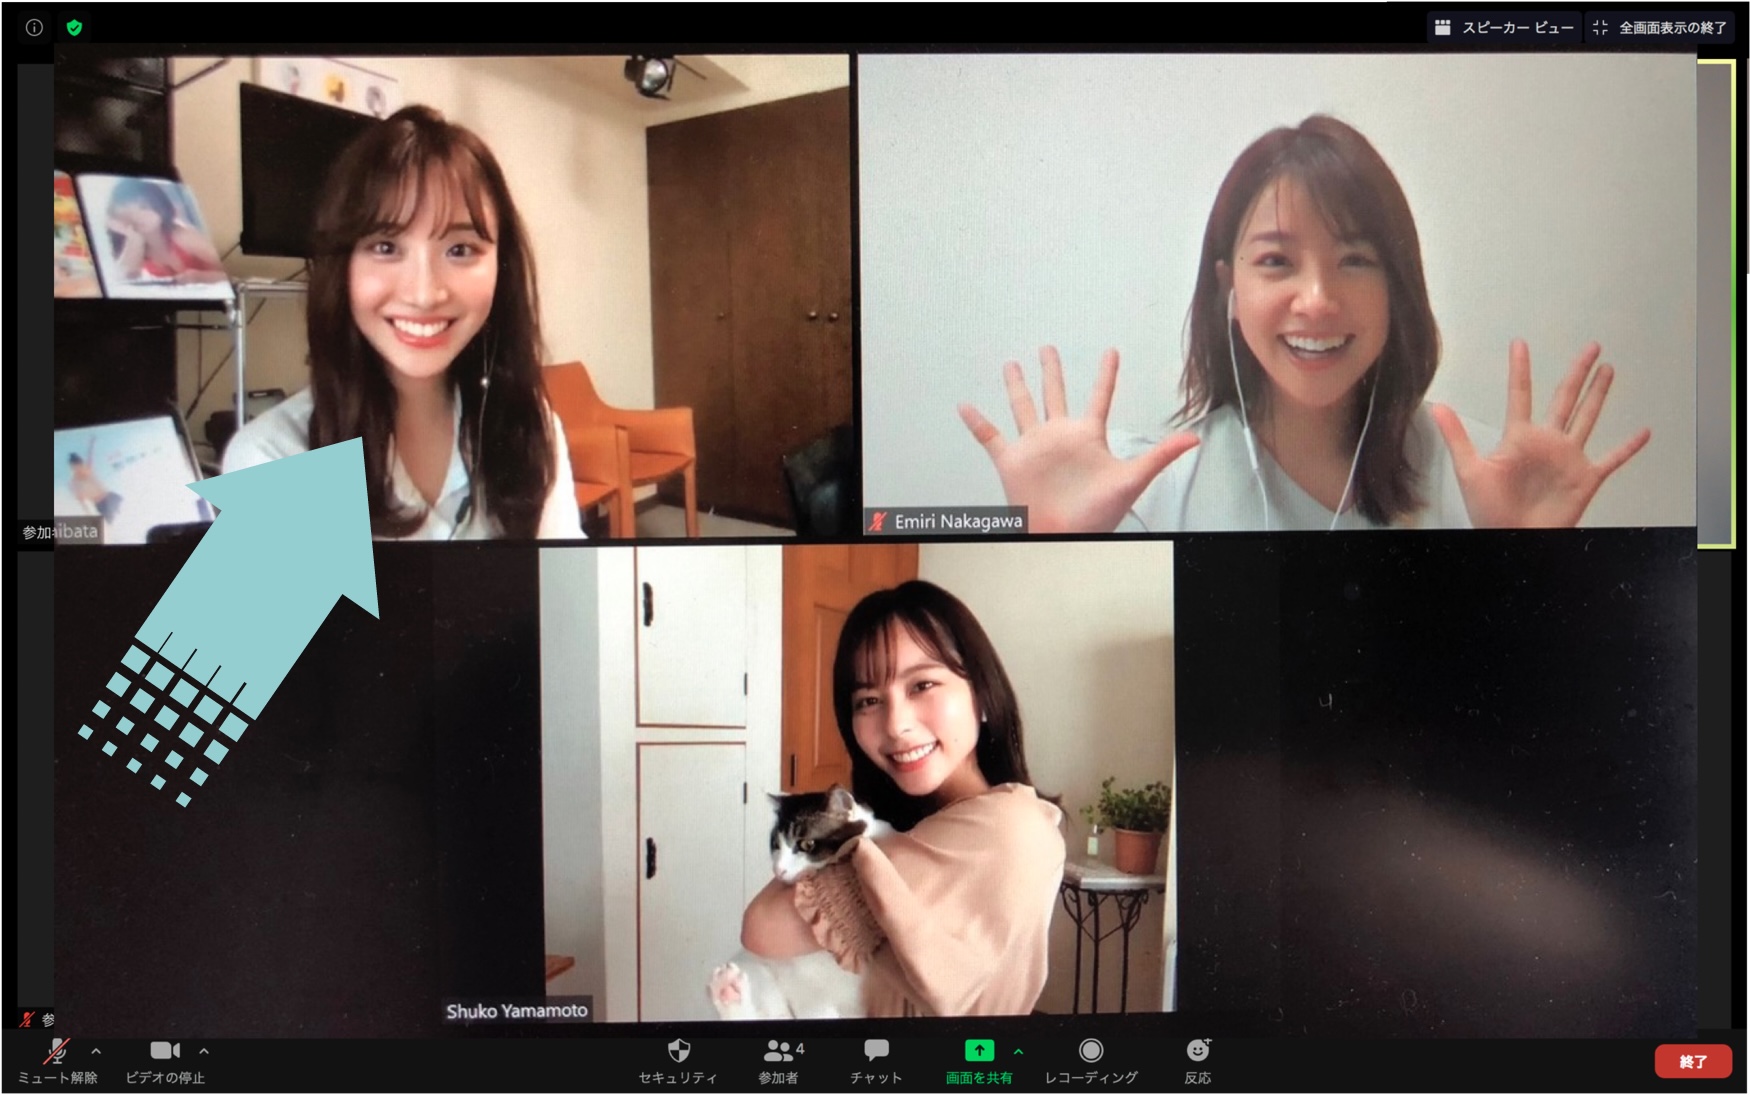 スピーカー ビュー
全画面表示の終了
参加
ibata
Emiri Nakagawa
Shuko Yamamoto
参
ミュート解除
ビデオの停止
セキュリティ
4
参加者
チャット
画面を共有
レコーディング
反応
終了